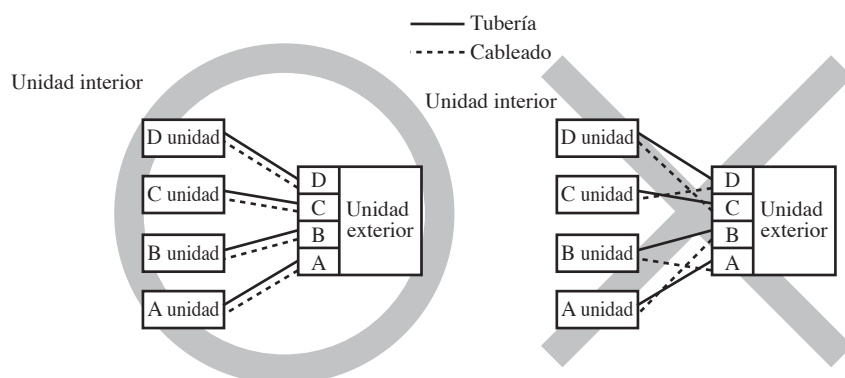 Tubería
Cableado
Unidad interior
D unidad
C unidad
B unidad
A unidad
D
C
B
A
Unidad
exterior
Unidad interior
D unidad
C unidad
B unidad
A unidad
D
C
B
A
Unidad
exterior